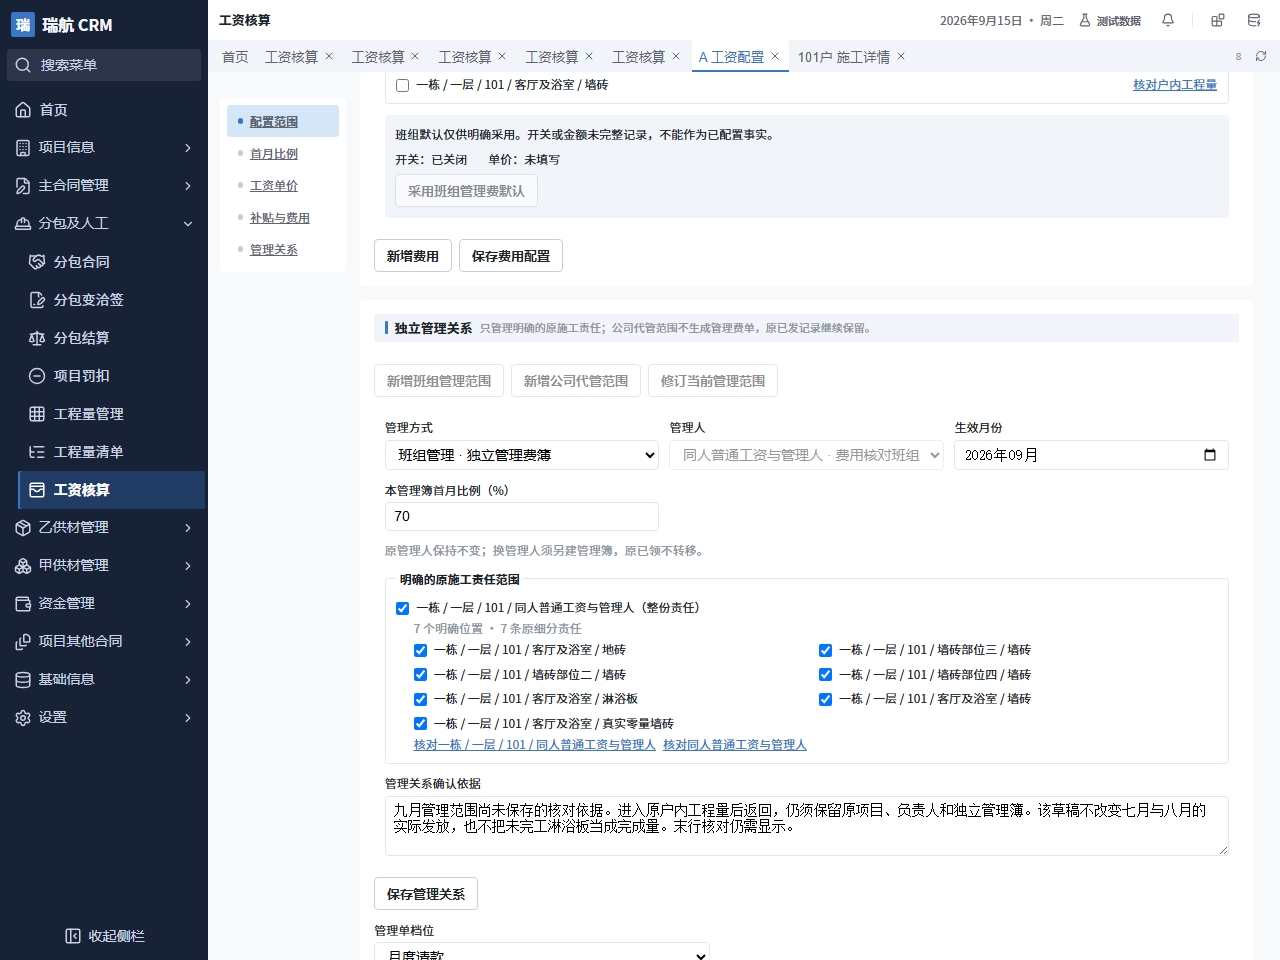 瑞 瑞航 CRM
搜索菜单
首页
项目信息
主合同管理
分包及人工
分包合同
分包变洽签
分包结算
项目罚扣
工程量管理
工程量清单
工资核算
乙供材管理
甲供材管理
资金管理
项目其他合同
基础信息
设置
收起侧栏
工资核算
2026年9月15日 · 周二 测试数据
首页 工资核算 × 工资核算 × 工资核算 × 工资核算 × 工资核算 × A 工资配置 × 101户 施工详情 × 8
配置范围
首月比例
工资单价
补贴与费用
管理关系
一栋 / 一层 / 101 / 客厅及浴室 / 墙砖 核对户内工程量
班组默认仅供明确采用。开关或金额未完整记录，不能作为已配置事实。
开关：已关闭 单价：未填写
采用班组管理费默认
新增费用 保存费用配置
独立管理关系 只管理明确的原施工责任；公司代管范围不生成管理费单，原已发记录继续保留。
新增班组管理范围 新增公司代管范围 修订当前管理范围
管理方式 管理人 生效月份
班组管理 · 独立管理费簿 同人普通工资与管理人 · 费用核对班组 2026年09月
本管理簿首月比例（%）
70
原管理人保持不变；换管理人须另建管理簿，原已领不转移。
明确的原施工责任范围
一栋 / 一层 / 101 / 同人普通工资与管理人（整份责任）
7 个明确位置 · 7 条原细分责任
一栋 / 一层 / 101 / 客厅及浴室 / 地砖 一栋 / 一层 / 101 / 墙砖部位三 / 墙砖
一栋 / 一层 / 101 / 墙砖部位二 / 墙砖 一栋 / 一层 / 101 / 墙砖部位四 / 墙砖
一栋 / 一层 / 101 / 客厅及浴室 / 淋浴板 一栋 / 一层 / 101 / 客厅及浴室 / 墙砖
一栋 / 一层 / 101 / 客厅及浴室 / 真实零量墙砖
核对一栋 / 一层 / 101 / 同人普通工资与管理人 核对同人普通工资与管理人
管理关系确认依据
九月管理范围尚未保存的核对依据。进入原户内工程量后返回，仍须保留原项目、负责人和独立管理簿。该草稿不改变七月与八月的
实际发放，也不把未完工淋浴板当成完成量。末行核对仍需显示。
保存管理关系
管理单档位
月度请款